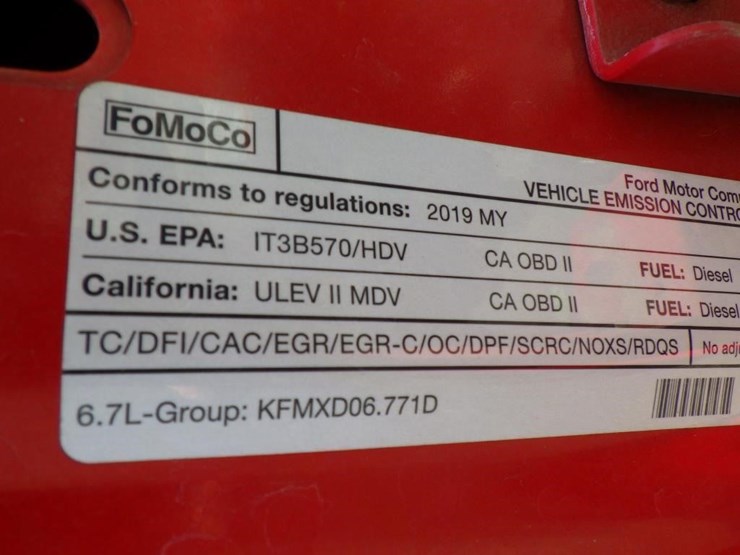 FoMoCo
Ford Motor
VEHICLE EMISSION
Conforms to regulations: 2019 MY
U.S. EPA: IT3B570/HDV CA OBD II FUEL: Diesel
California: ULEV II MDV CA OBD II FUEL: Diesel
TC/DFI/CAC/EGR/EGR-C/OC/DPF/SCRC/NOXS/RDQS No
6.7L-Group: KFMXD06.771D